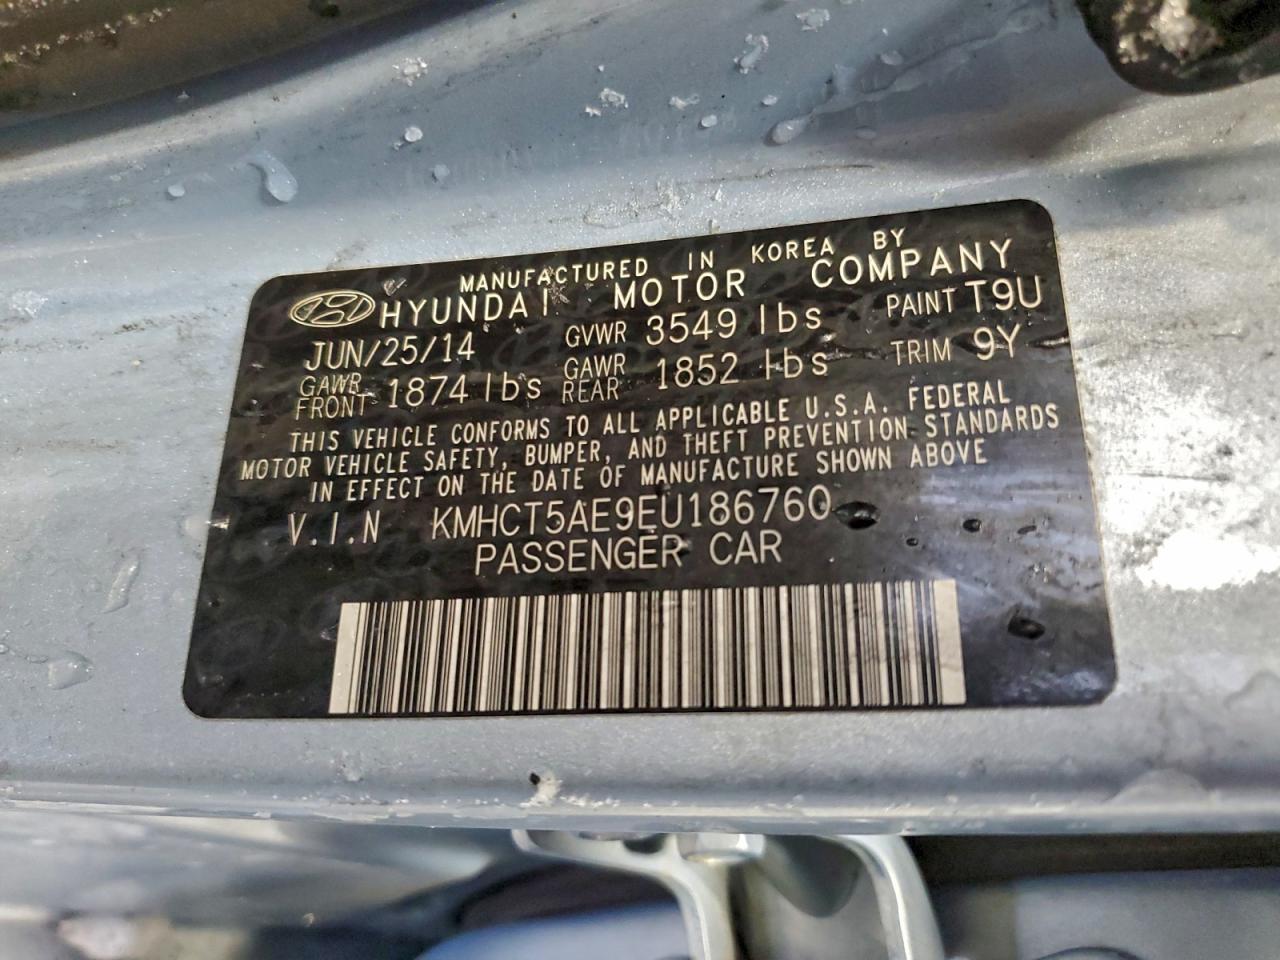 MANUFACTURED IN KOREA BY
HYUNDAI MOTOR COMPANY
JUN/25/14 GVWR 3549 lbs PAINT T9U
GAWR FRONT 1874 lbs GAWR REAR 1852 lbs TRIM 9Y
THIS VEHICLE CONFORMS TO ALL APPLICABLE U.S.A. FEDERAL
MOTOR VEHICLE SAFETY, BUMPER, AND THEFT PREVENTION STANDARDS
IN EFFECT ON THE DATE OF MANUFACTURE SHOWN ABOVE
V.I.N KMHCT5AE9EU186760
PASSENGER CAR